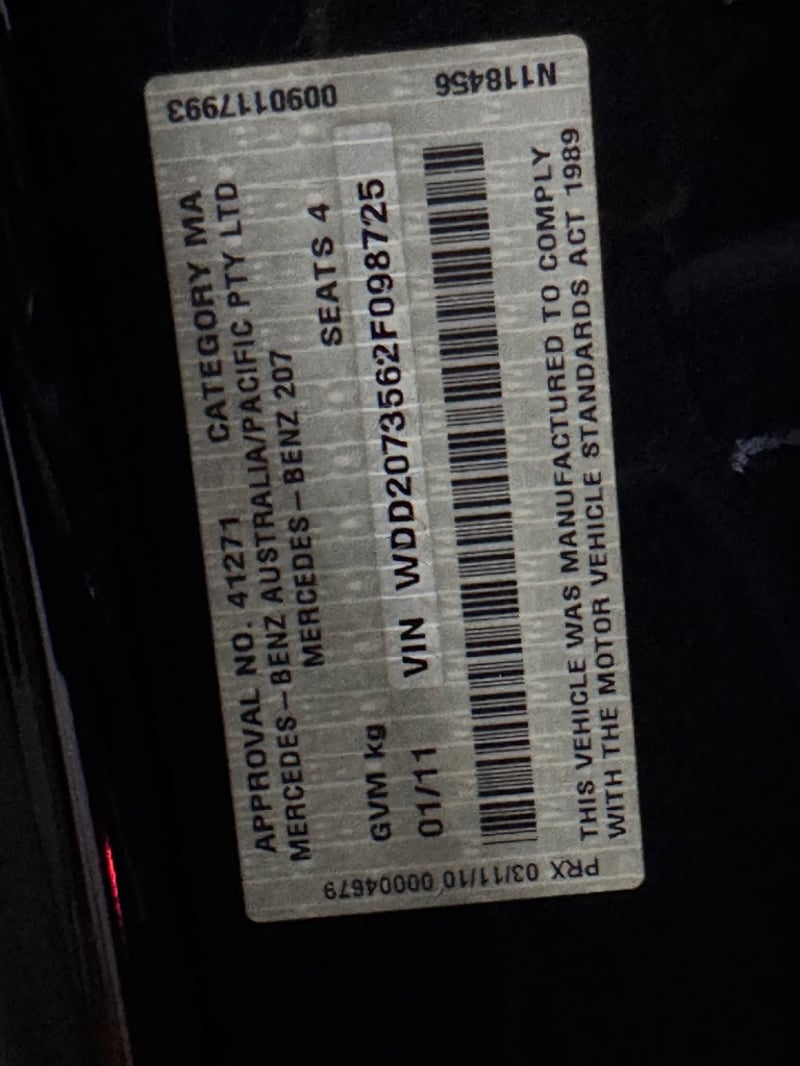 APPROVAL NO. 41271 CATEGORY MA
MERCEDES-BENZ AUSTRALIA/PACIFIC PTY LTD
MERCEDES-BENZ 207
GVM kg SEATS 4
01/11 VIN WDD2073562F098725
THIS VEHICLE WAS MANUFACTURED TO COMPLY
WITH THE MOTOR VEHICLE STANDARDS ACT 1989
0090117993 N118456
PRX 03/11/10 00004679